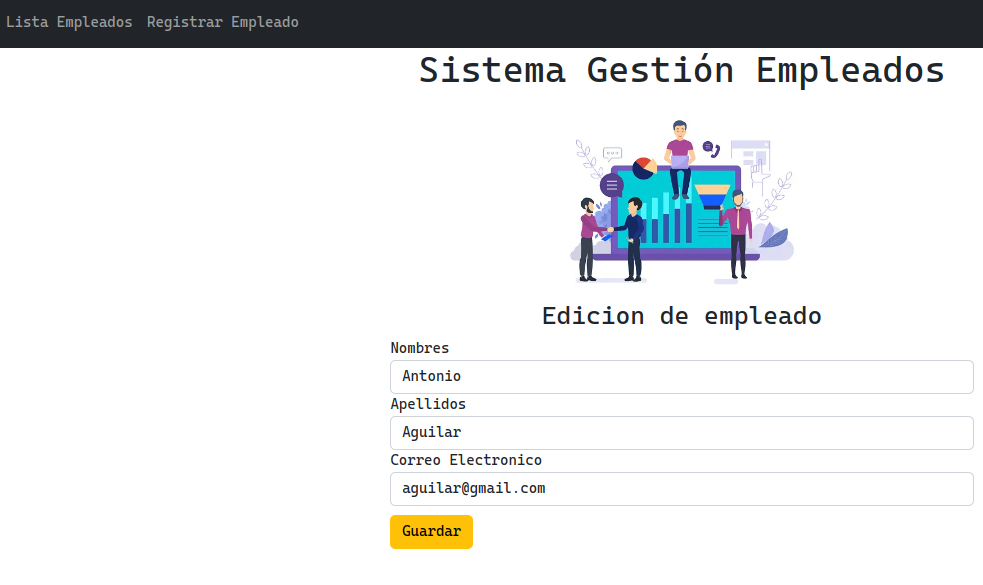 Lista Empleados Registrar Empleado
Sistema Gestión Empleados
Edicion de empleado
Nombres
Antonio
Apellidos
Aguilar
Correo Electronico
aguilar@gmail.com
Guardar